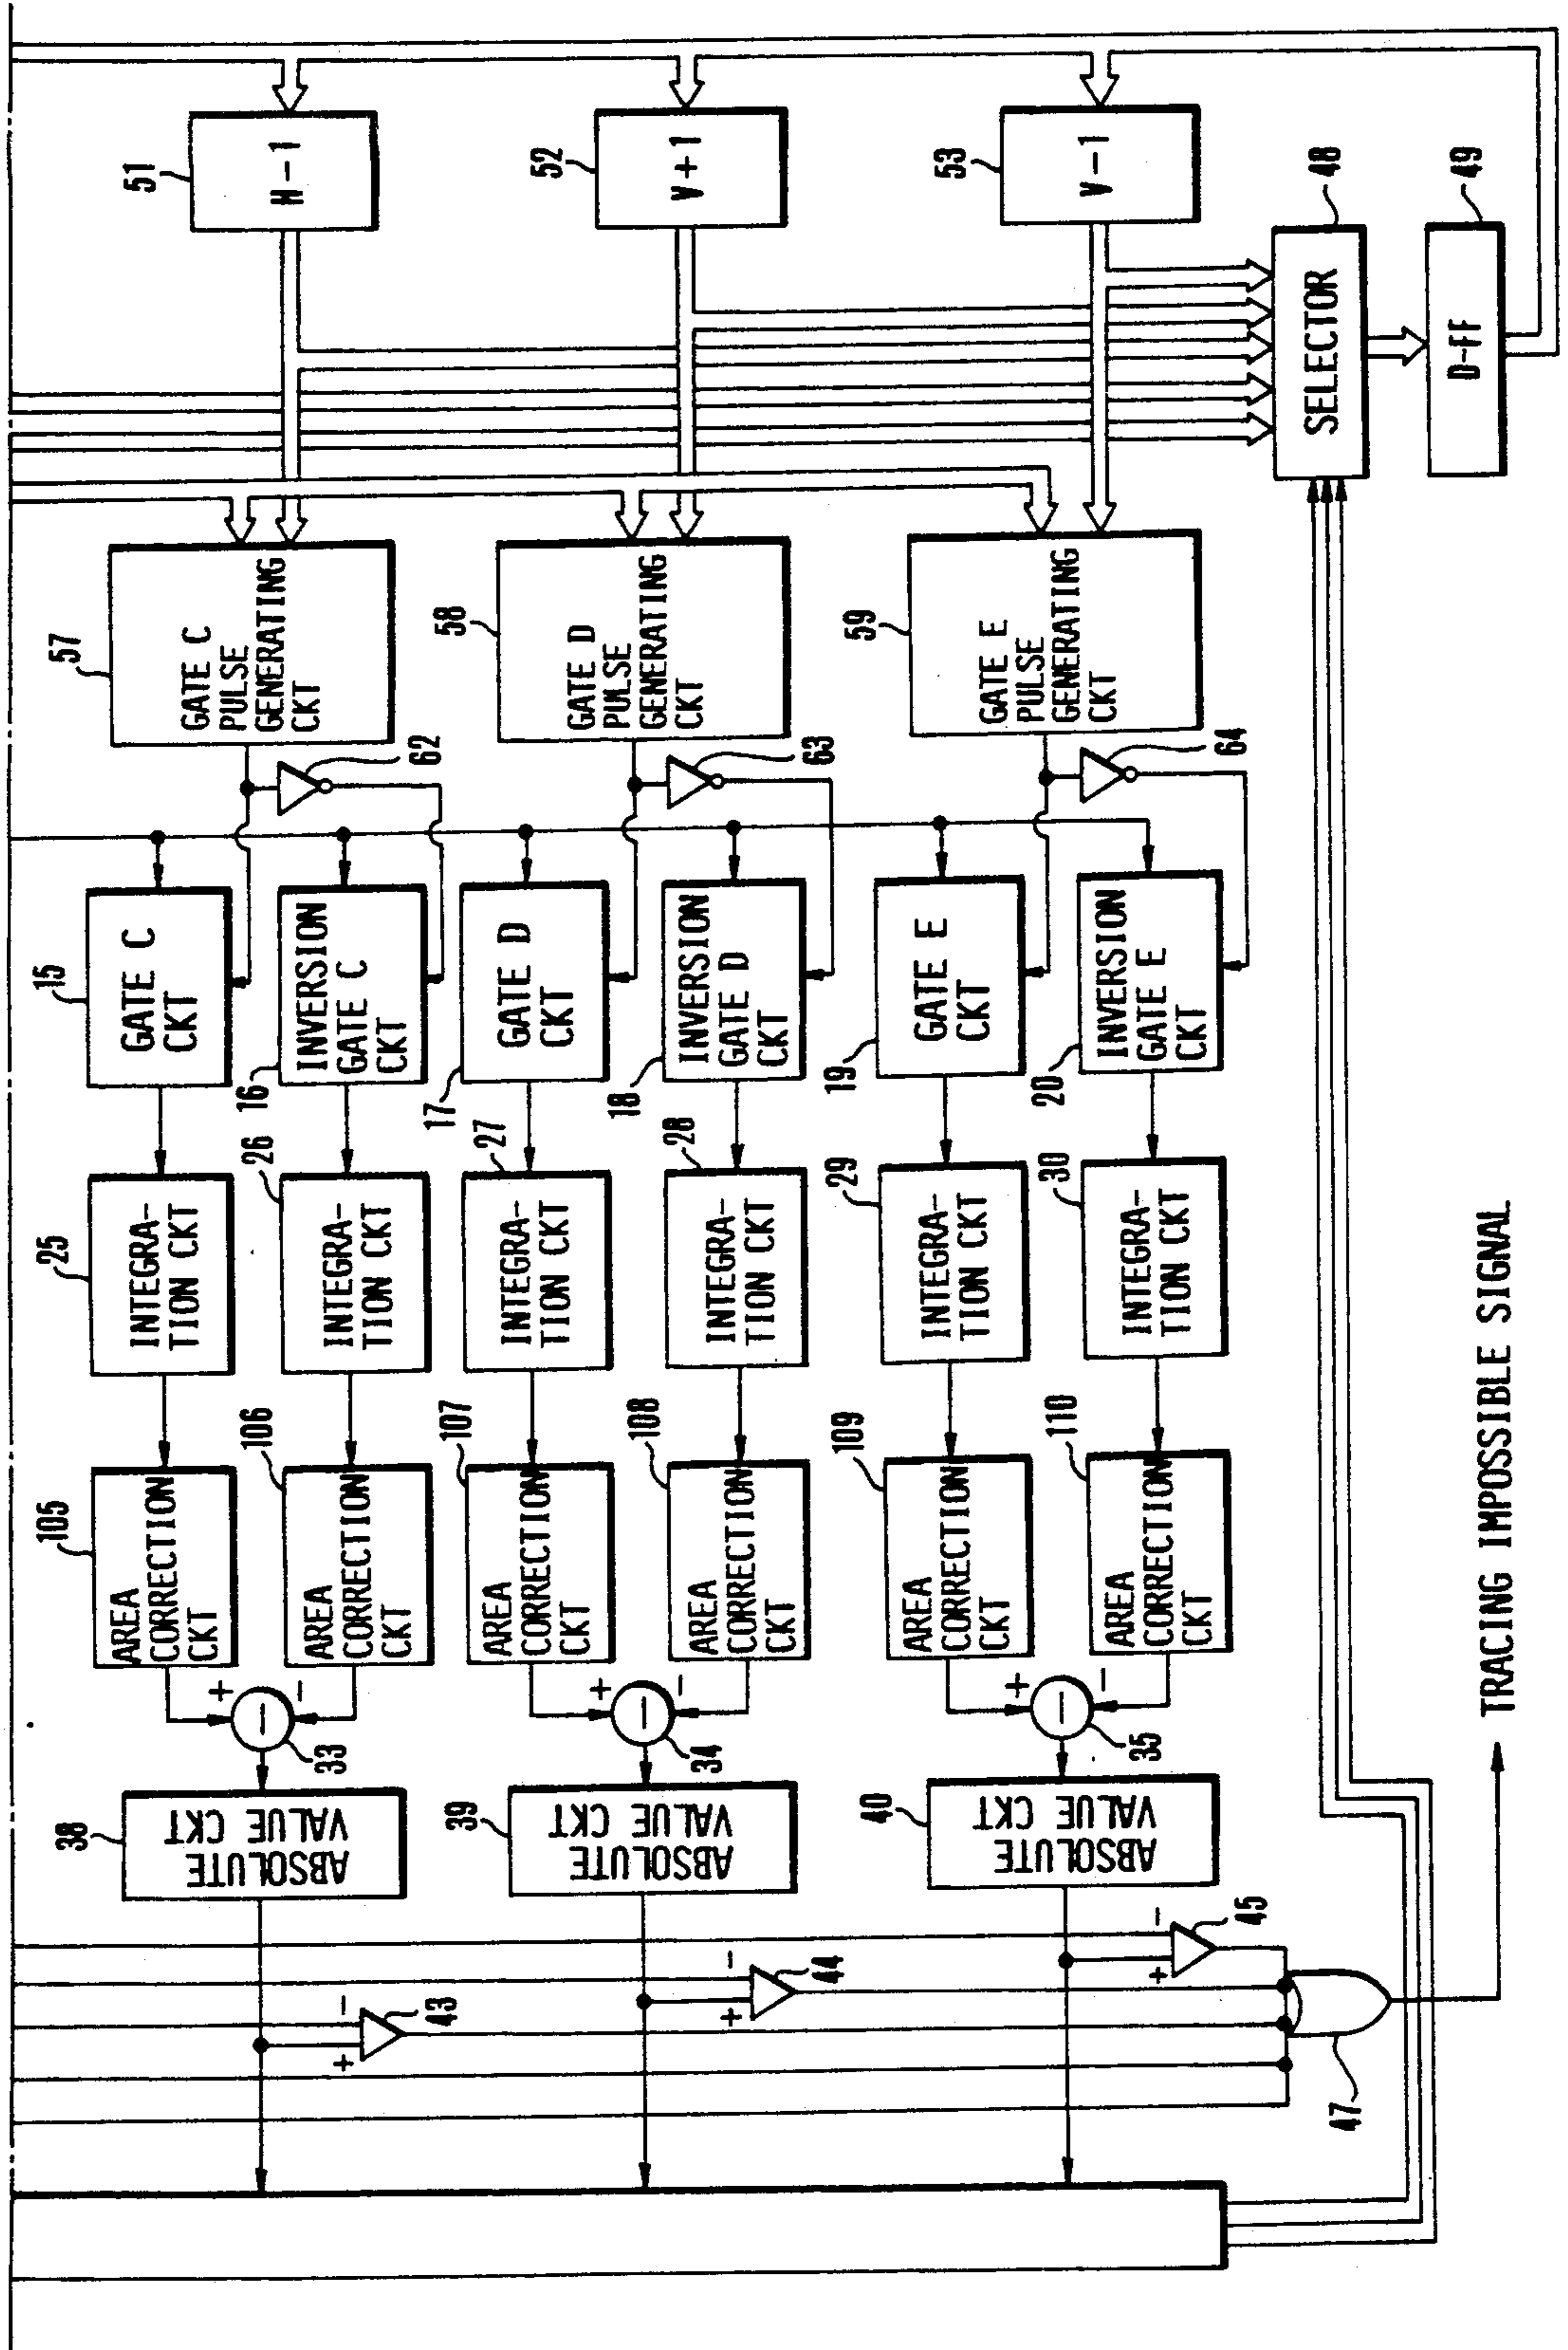 51
H-1
52
V+1
53
V-1
48
SELECTOR
49
D-FF
57
GATE C
PULSE
GENERATING
CKT
58
GATE D
PULSE
GENERATING
CKT
59
GATE E
PULSE
GENERATING
CKT
62
63
64
15
GATE C
CKT
16
INVERSION
GATE C
CKT
17
GATE D
CKT
18
INVERSION
GATE D
CKT
19
GATE E
CKT
20
INVERSION
GATE E
CKT
25
INTEGRA-
TION CKT
26
INTEGRA-
TION CKT
27
INTEGRA-
TION CKT
28
INTEGRA-
TION CKT
29
INTEGRA-
TION CKT
30
INTEGRA-
TION CKT
105
AREA
CORRECTION
CKT
106
AREA
CORRECTION
CKT
107
AREA
CORRECTION
CKT
108
AREA
CORRECTION
CKT
109
AREA
CORRECTION
CKT
110
AREA
CORRECTION
CKT
+
−
−
33
+
−
−
34
+
−
−
35
38
ABSOLUTE
VALUE CKT
39
ABSOLUTE
VALUE CKT
40
ABSOLUTE
VALUE CKT
+
−
43
+
−
44
+
−
45
47
TRACING IMPOSSIBLE SIGNAL